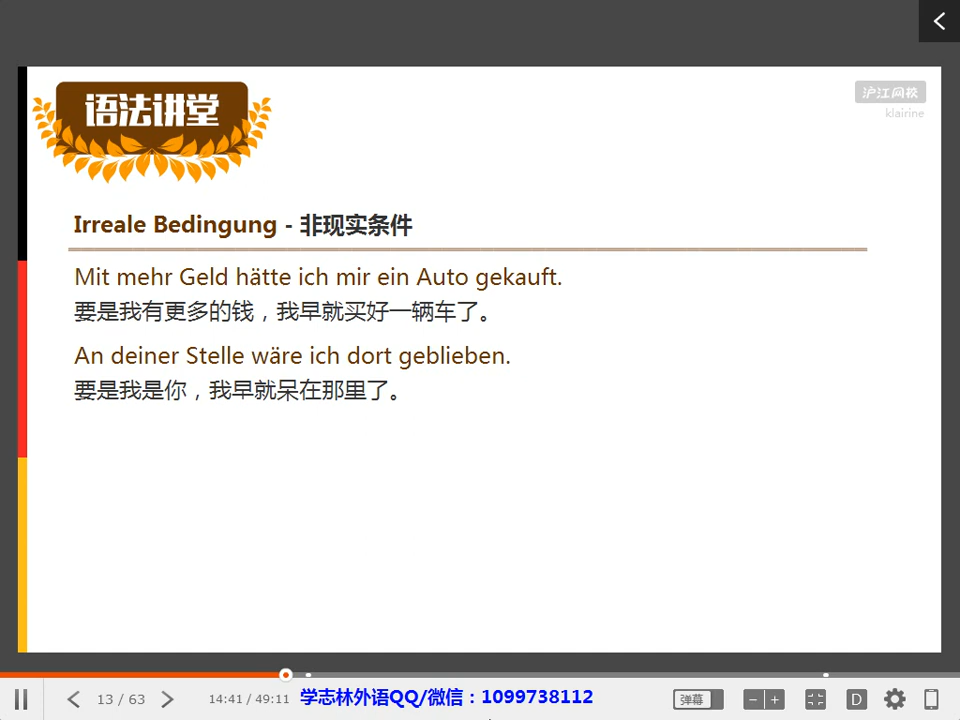 语法讲堂
沪江网校
klairine
Irreale Bedingung - 非现实条件
Mit mehr Geld hätte ich mir ein Auto gekauft.
要是我有更多的钱，我早就买好一辆车了。
An deiner Stelle wäre ich dort geblieben.
要是我是你，我早就呆在那里了。
13 / 63
14:41 / 49:11
学志林外语QQ/微信：1099738112
弹幕
D